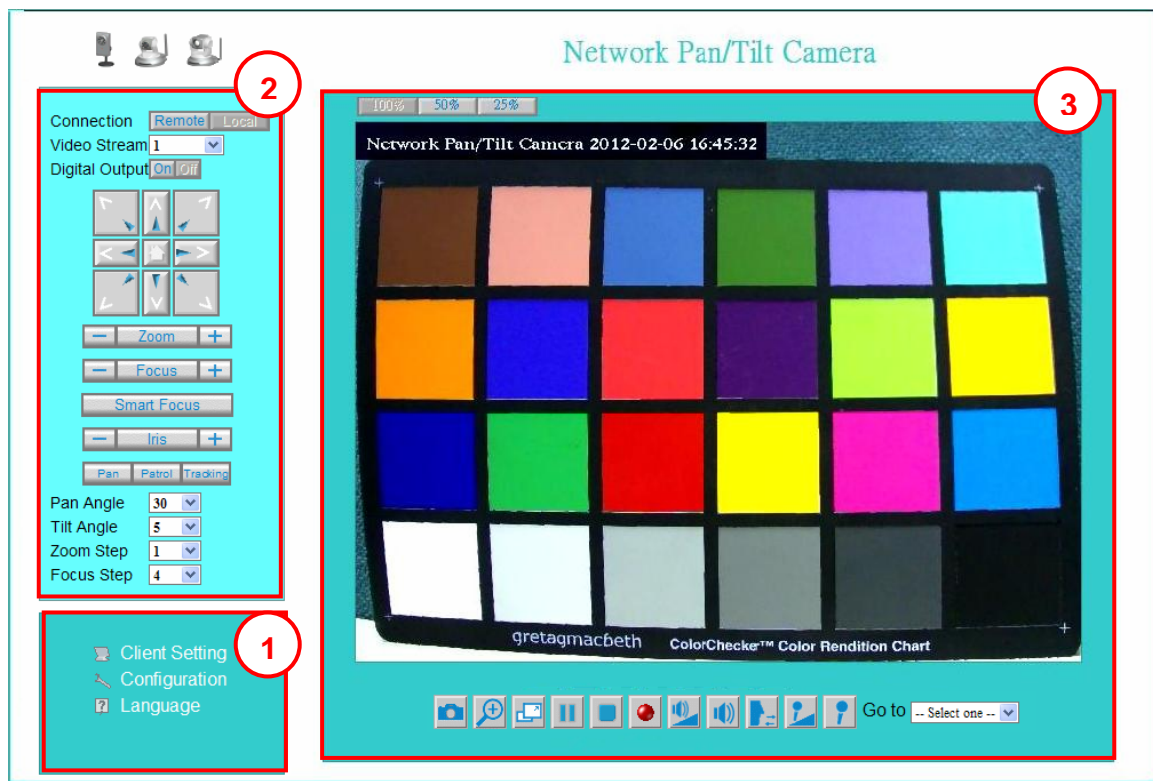 Network Pan/Tilt Camera
2
Connection Remote Local
Video Stream 1
Digital Output On Off
− Zoom +
− Focus +
Smart Focus
− Iris +
Pan Patrol Tracking
Pan Angle 30
Tilt Angle 5
Zoom Step 1
Focus Step 4
1
Client Setting
Configuration
? Language
3
100% 50% 25%
Network Pan/Tilt Camera 2012-02-06 16:45:32
gretagmacbeth ColorChecker™ Color Rendition Chart
Go to -- Select one --